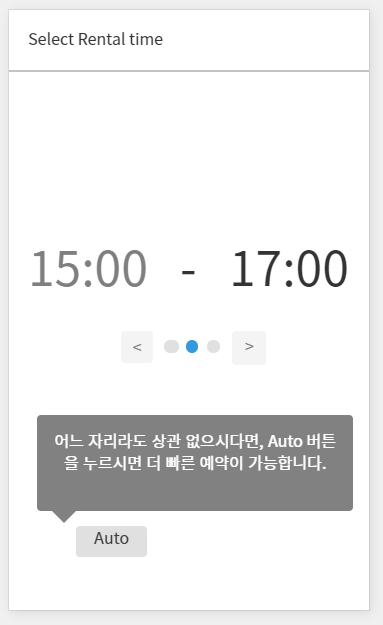 Select Rental time
15:00 - 17:00
< >
어느 자리라도 상관 없으시다면, Auto 버튼
을 누르시면 더 빠른 예약이 가능합니다.
Auto